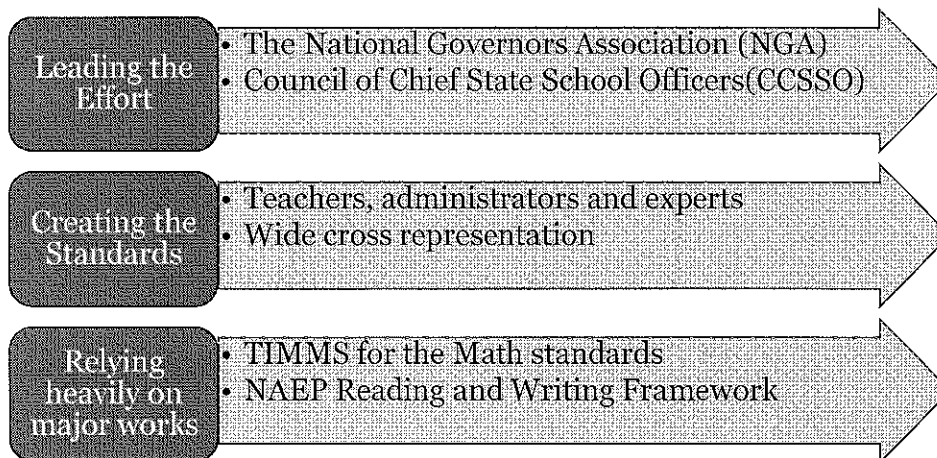 Leading the
Effort
• The National Governors Association (NGA)
• Council of Chief State School Officers(CCSSO)
Creating the
Standards
• Teachers, administrators and experts
• Wide cross representation
Relying
heavily on
major works
• TIMMS for the Math standards
• NAEP Reading and Writing Framework